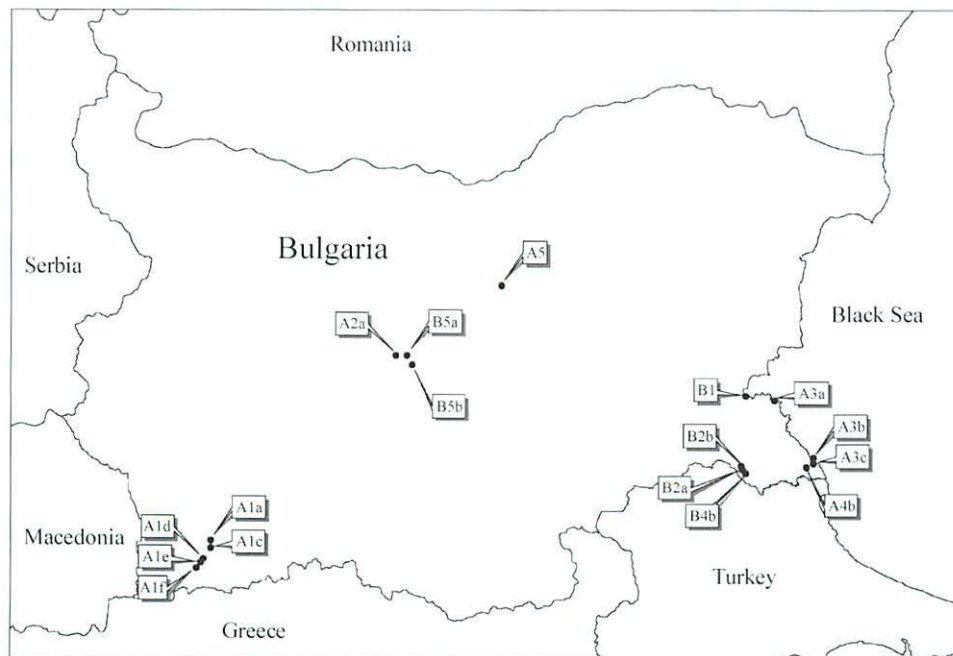 Romania
Bulgaria
Serbia
A5
Black Sea
A2a
B5a
B5b
B1
A3a
A3b
B2b
A3c
B2a
B4b
A4b
A1a
A1d
Macedonia
A1c
A1e
A1f
Turkey
Greece